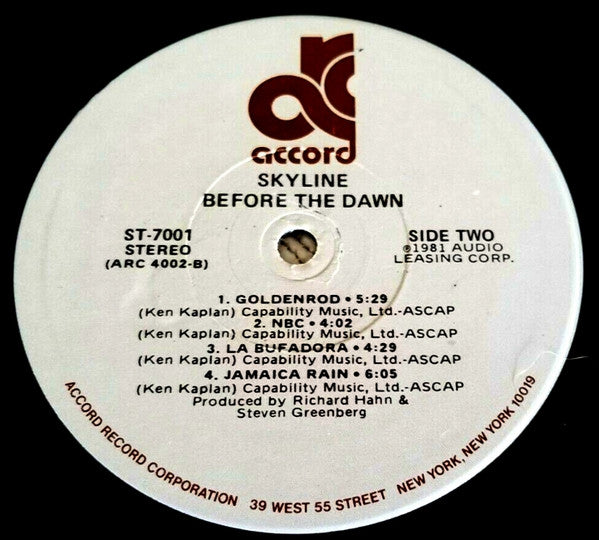 accord
SKYLINE
BEFORE THE DAWN
ST-7001
STEREO
(ARC 4002-B)
SIDE TWO
℗1981 AUDIO
LEASING CORP.
1. GOLDENROD • 5:29
(Ken Kaplan) Capability Music, Ltd.-ASCAP
2. NBC • 4:02
(Ken Kaplan) Capability Music, Ltd.-ASCAP
3. LA BUFADORA • 4:29
(Ken Kaplan) Capability Music, Ltd.-ASCAP
4. JAMAICA RAIN • 6:05
(Ken Kaplan) Capability Music, Ltd.-ASCAP
Produced by Richard Hahn &
Steven Greenberg
ACCORD RECORD CORPORATION 39 WEST 55 STREET NEW YORK, NEW YORK 10019